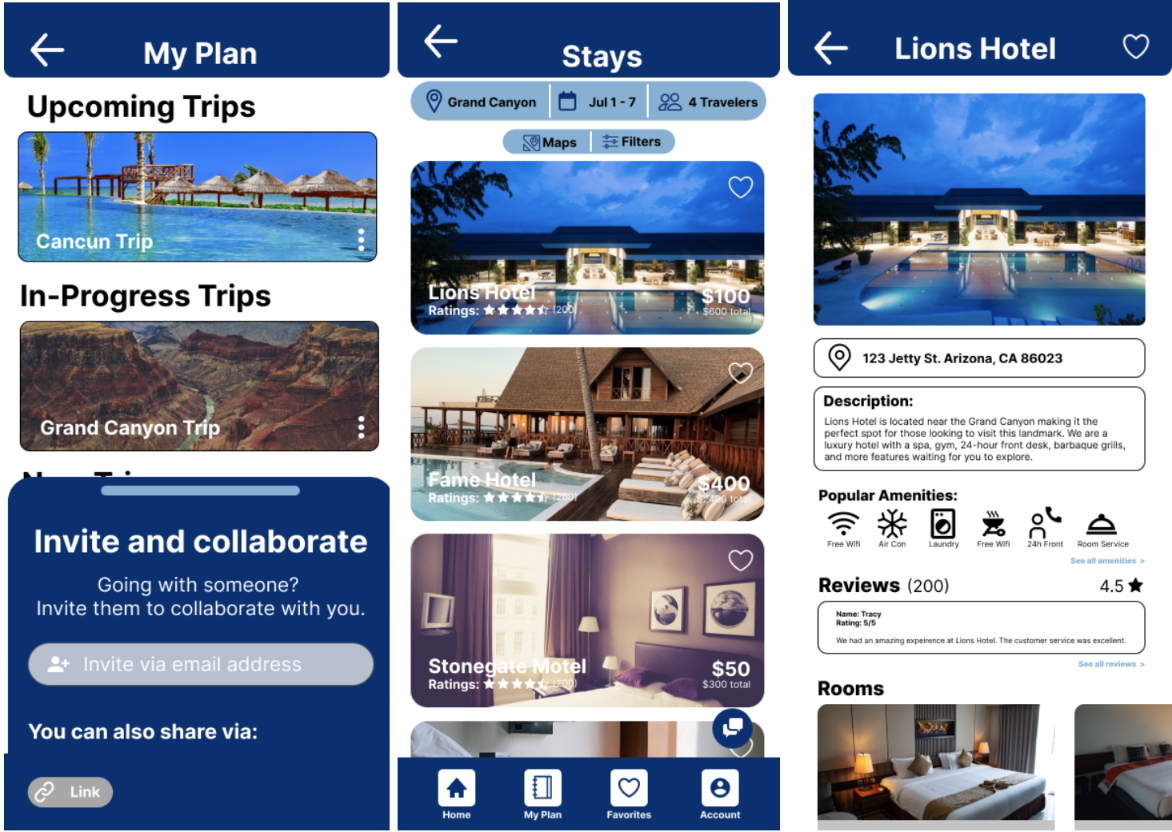 My Plan
Upcoming Trips
Cancun Trip
In-Progress Trips
Grand Canyon Trip
Invite and collaborate
Going with someone?
Invite them to collaborate with you.
Invite via email address
You can also share via:
Link
Stays
Grand Canyon Jul 1 - 7 4 Travelers
Maps Filters
Lions Hotel $100
Ratings: (200) $600 total
Fame Hotel $400
Ratings: (200) $2400 total
Stonegate Motel $50
Ratings: (200) $300 total
Home My Plan Favorites Account
Lions Hotel
123 Jetty St. Arizona, CA 86023
Description:
Lions Hotel is located near the Grand Canyon making it the
perfect spot for those looking to visit this landmark. We are a
luxury hotel with a spa, gym, 24-hour front desk, barbaque grills,
and more features waiting for you to explore.
Popular Amenities:
Free Wifi Air Con Laundry Free Wifi 24h Front Room Service
See all amenities >
Reviews (200) 4.5
Name: Tracy
Rating: 5/5
We had an amazing expeirence at Lions Hotel. The customer service was excellent.
See all reviews >
Rooms